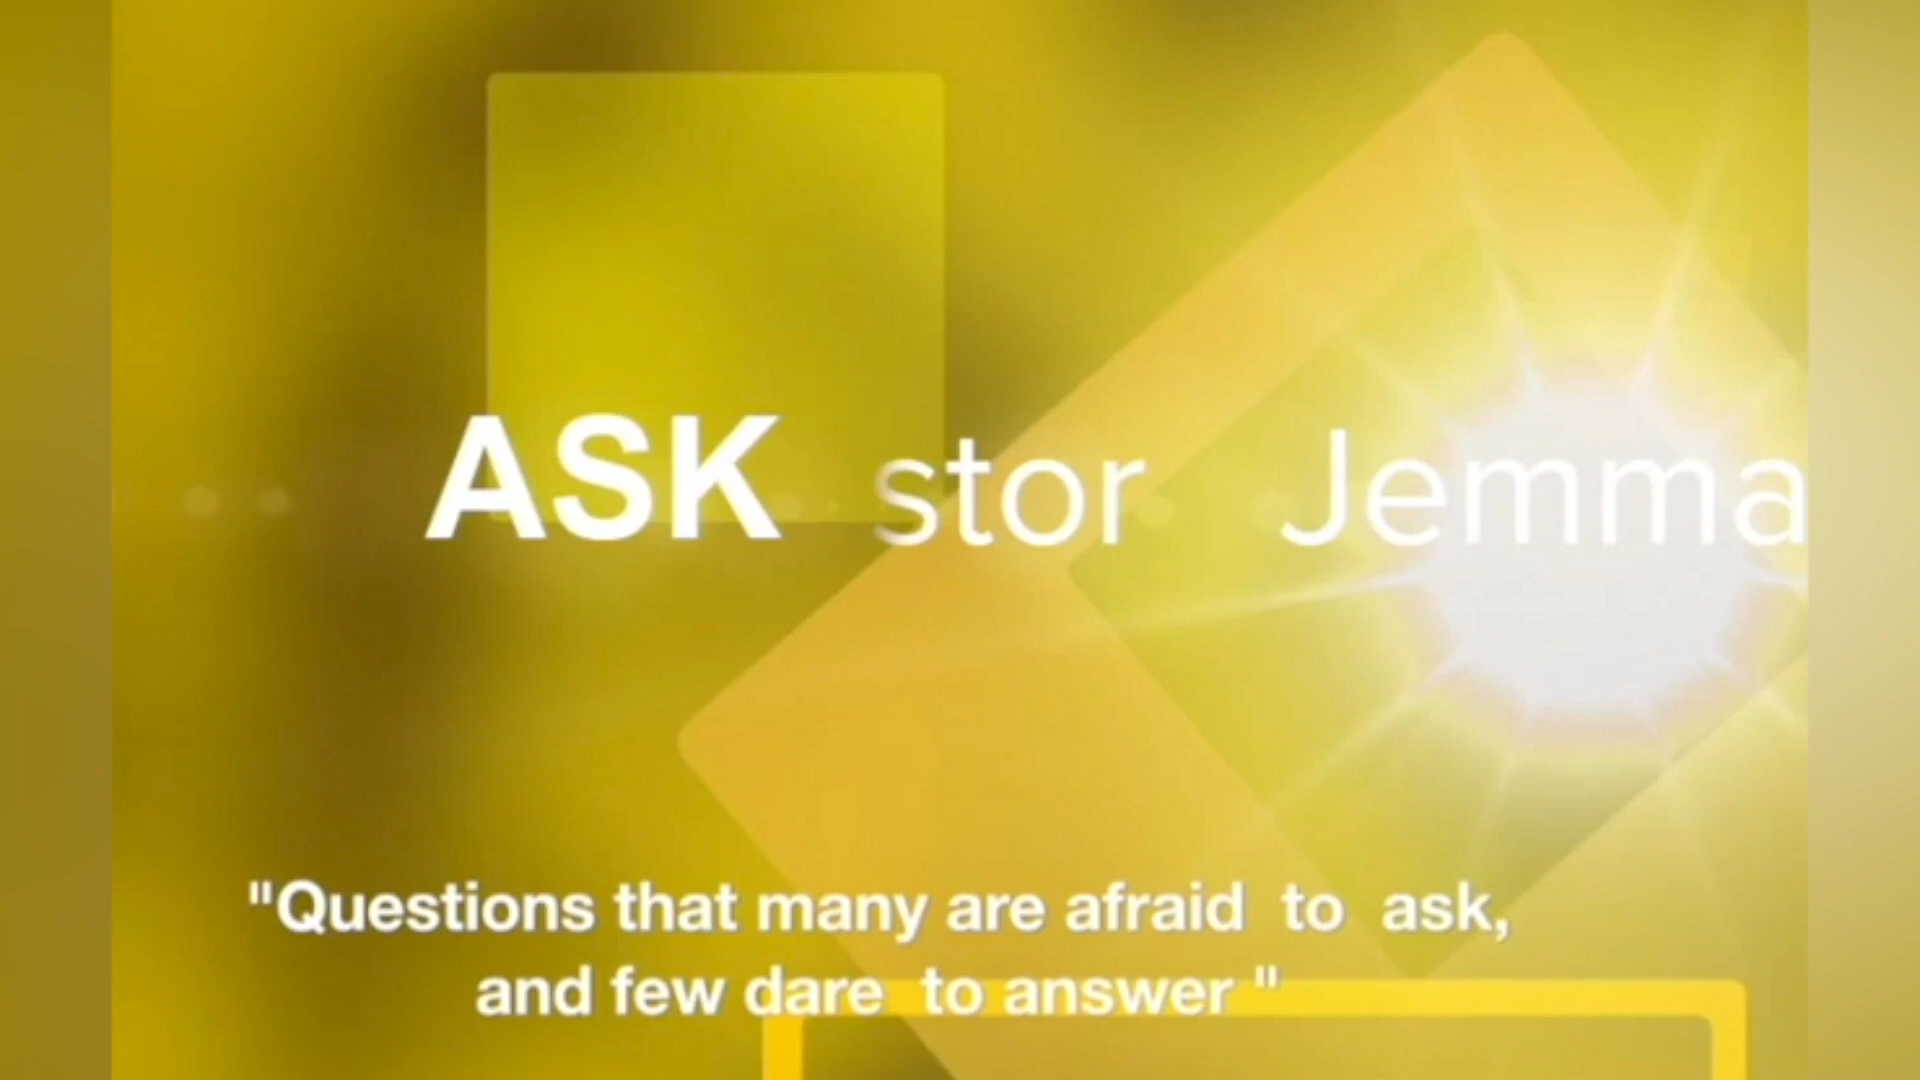 ASK stor Jemma
"Questions that many are afraid to ask,
and few dare to answer "